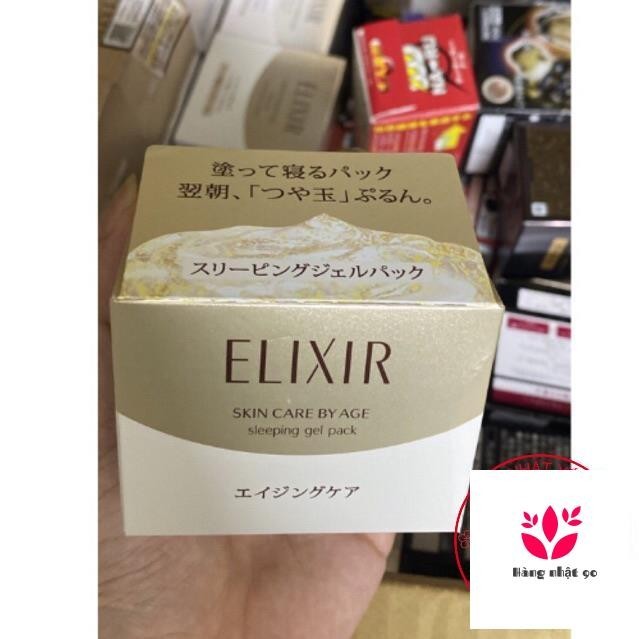 塗って寝るパック
翌朝、「つや玉」ぷるん。
スリーピングジェルパック
ELIXIR
SKIN CARE BY AGE
sleeping gel pack
エイジングケア
ELIXIR
Hàng nhật 90